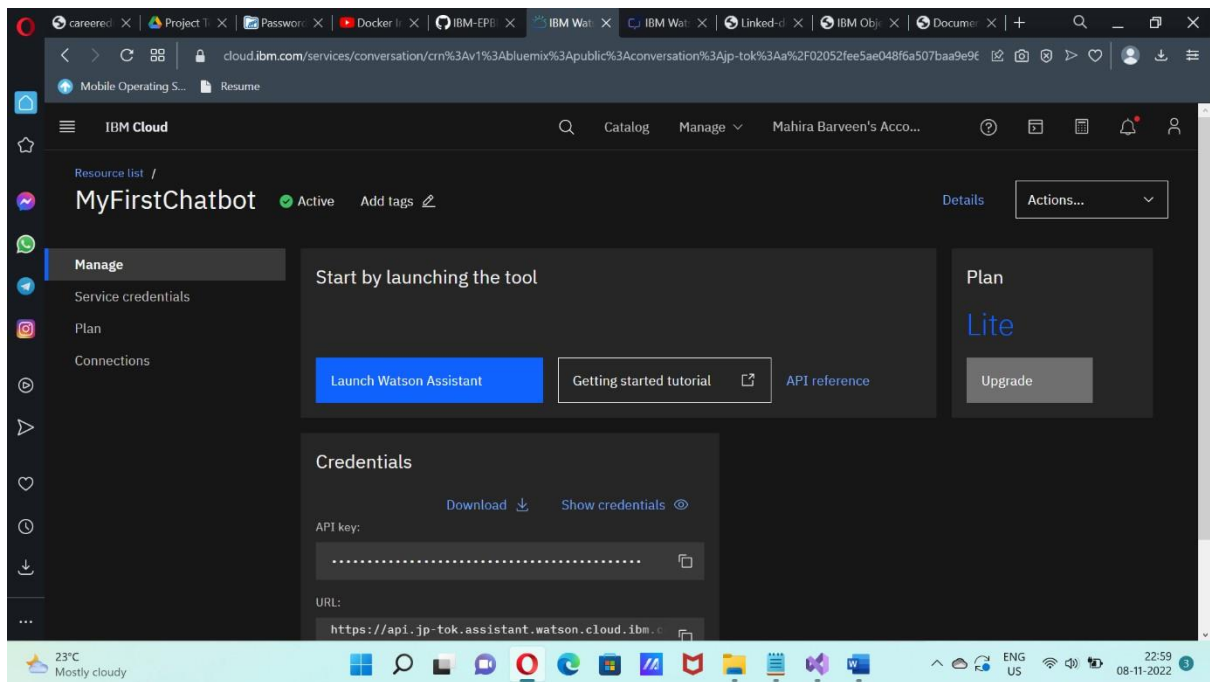 careered
Project T
Passwor
Docker Ir
IBM-EPBI
IBM Wat
IBM Wat
Linked-d
IBM Obje
Documer
cloud.ibm.com/services/conversation/crn%3Av1%3Abluemix%3Apublic%3Aconversation%3Ajp-tok%3Aa%2F02052fee5ae048f6a507baa9e9€
Mobile Operating S...
Resume
IBM Cloud
Catalog
Manage
Mahira Barveen's Acco...
Resource list /
MyFirstChatbot
Active
Add tags
Details
Actions...
Manage
Service credentials
Plan
Connections
Start by launching the tool
Launch Watson Assistant
Getting started tutorial
API reference
Plan
Lite
Upgrade
Credentials
Download
Show credentials
API key:
URL:
https://api.jp-tok.assistant.watson.cloud.ibm.c
23°C
Mostly cloudy
ENG
US
22:59
08-11-2022
3